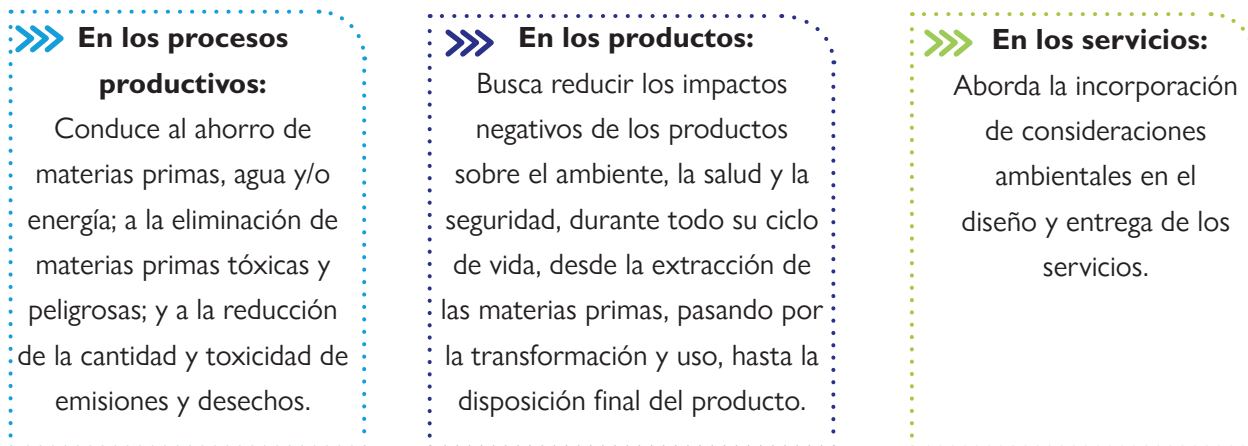 En los procesos
productivos:
Conduce al ahorro de
materias primas, agua y/o
energía; a la eliminación de
materias primas tóxicas y
peligrosas; y a la reducción
de la cantidad y toxicidad de
emisiones y desechos.
En los productos:
Busca reducir los impactos
negativos de los productos
sobre el ambiente, la salud y la
seguridad, durante todo su ciclo
de vida, desde la extracción de
las materias primas, pasando por
la transformación y uso, hasta la
disposición final del producto.
En los servicios:
Aborda la incorporación
de consideraciones
ambientales en el
diseño y entrega de los
servicios.